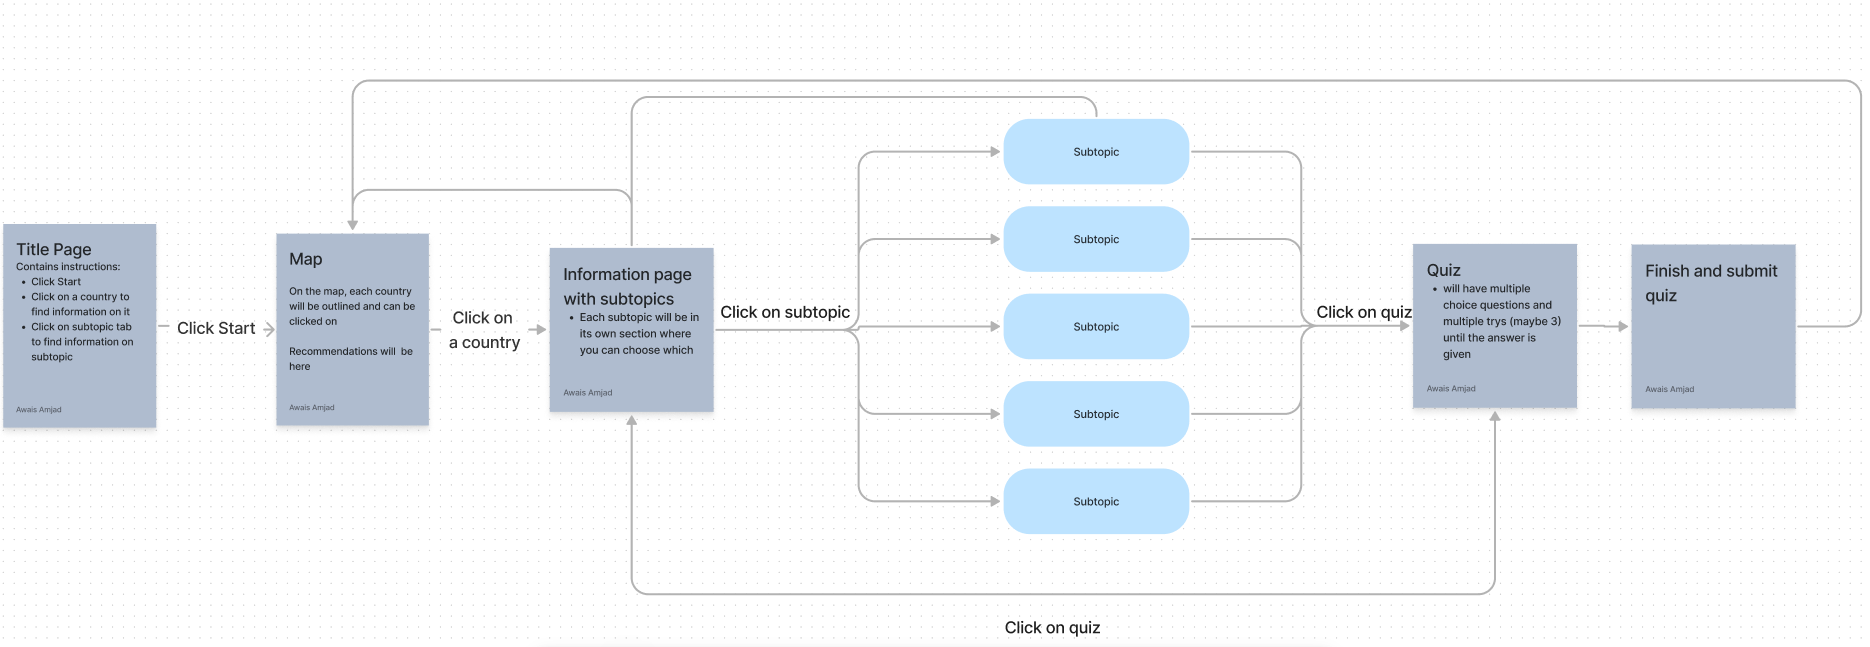 Title Page
Contains instructions:
• Click Start
• Click on a country to
find information on it
• Click on subtopic tab
to find information on
subtopic
Awais Amjad
Click Start
Map
On the map, each country
will be outlined and can be
clicked on
Recommendations will be
here
Awais Amjad
Click on
a country
Information page
with subtopics
• Each subtopic will be in
its own section where
you can choose which
Awais Amjad
Click on subtopic
Subtopic
Subtopic
Subtopic
Subtopic
Subtopic
Click on quiz
Quiz
• will have multiple
choice questions and
multiple trys (maybe 3)
until the answer is
given
Awais Amjad
Finish and submit
quiz
Awais Amjad
Click on quiz